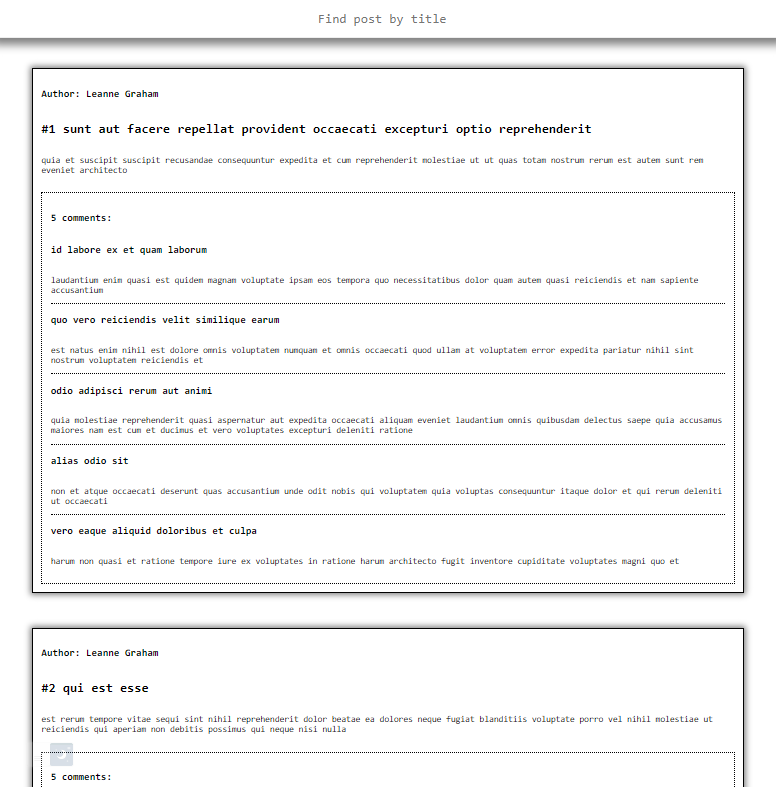 Find post by title
Author: Leanne Graham
#1 sunt aut facere repellat provident occaecati excepturi optio reprehenderit
quia et suscipit suscipit recusandae consequuntur expedita et cum reprehenderit molestiae ut ut quas totam nostrum rerum est autem sunt rem
eveniet architecto
5 comments:
id labore ex et quam laborum
laudantium enim quasi est quidem magnam voluptate ipsam eos tempora quo necessitatibus dolor quam autem quasi reiciendis et nam sapiente
accusantium
quo vero reiciendis velit similique earum
est natus enim nihil est dolore omnis voluptatem numquam et omnis occaecati quod ullam at voluptatem error expedita pariatur nihil sint
nostrum voluptatem reiciendis et
odio adipisci rerum aut animi
quia molestiae reprehenderit quasi aspernatur aut expedita occaecati aliquam eveniet laudantium omnis quibusdam delectus saepe quia accusamus
maiores nam est cum et ducimus et vero voluptates excepturi deleniti ratione
alias odio sit
non et atque occaecati deserunt quas accusantium unde odit nobis qui voluptatem quia voluptas consequuntur itaque dolor et qui rerum deleniti
ut occaecati
vero eaque aliquid doloribus et culpa
harum non quasi et ratione tempore iure ex voluptates in ratione harum architecto fugit inventore cupiditate voluptates magni quo et
Author: Leanne Graham
#2 qui est esse
est rerum tempore vitae sequi sint nihil reprehenderit dolor beatae ea dolores neque fugiat blanditiis voluptate porro vel nihil molestiae ut
reiciendis qui aperiam non debitis possimus qui neque nisi nulla
5 comments: